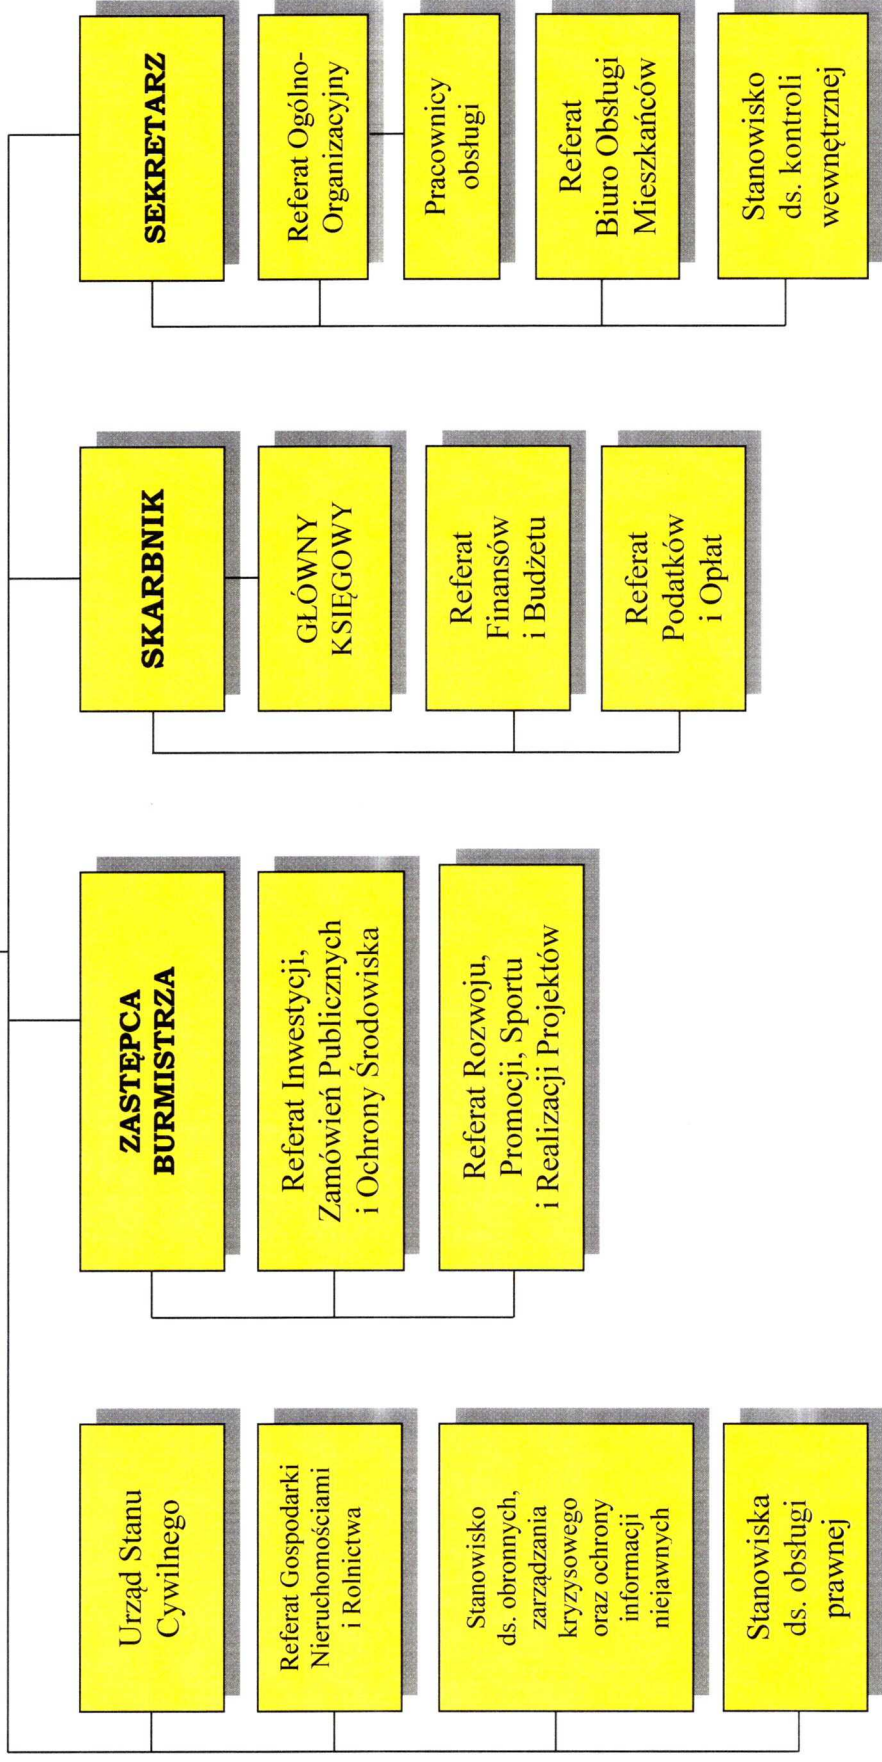 Urząd Stanu
Cywilnego
Referat Gospodarki
Nieruchomościami
i Rolnictwa
Stanowisko
ds. obronnych,
zarządzania
kryzysowego
oraz ochrony
informacji
niejawnych
Stanowiska
ds. obsługi
prawnej
ZASTĘPCA
BURMISTRZA
Referat Inwestycji,
Zamówień Publicznych
i Ochrony Środowiska
Referat Rozwoju,
Promocji, Sportu
i Realizacji Projektów
SKARBNIK
GŁÓWNY
KSIĘGOWY
Referat
Finansów
i Budżetu
Referat
Podatków
i Opłat
SEKRETARZ
Referat Ogólno-
Organizacyjny
Pracownicy
obsługi
Referat
Biuro Obsługi
Mieszkańców
Stanowisko
ds. kontroli
wewnętrznej